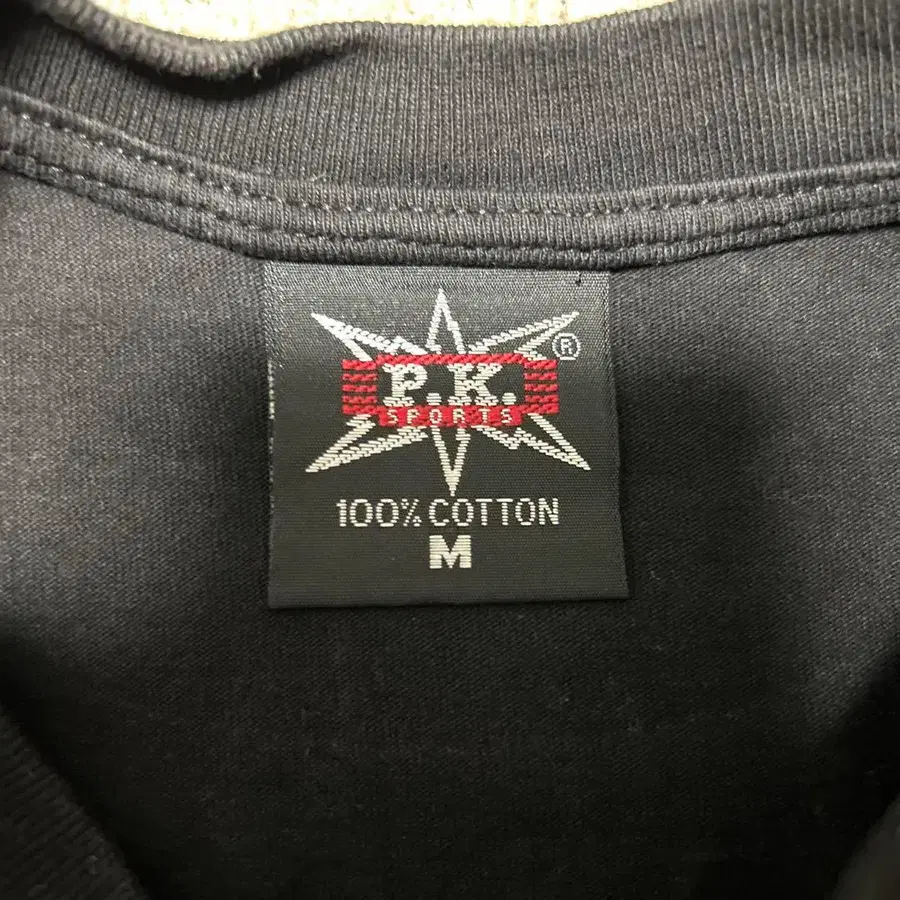 P.K.
®
SPORTS
100% COTTON
M